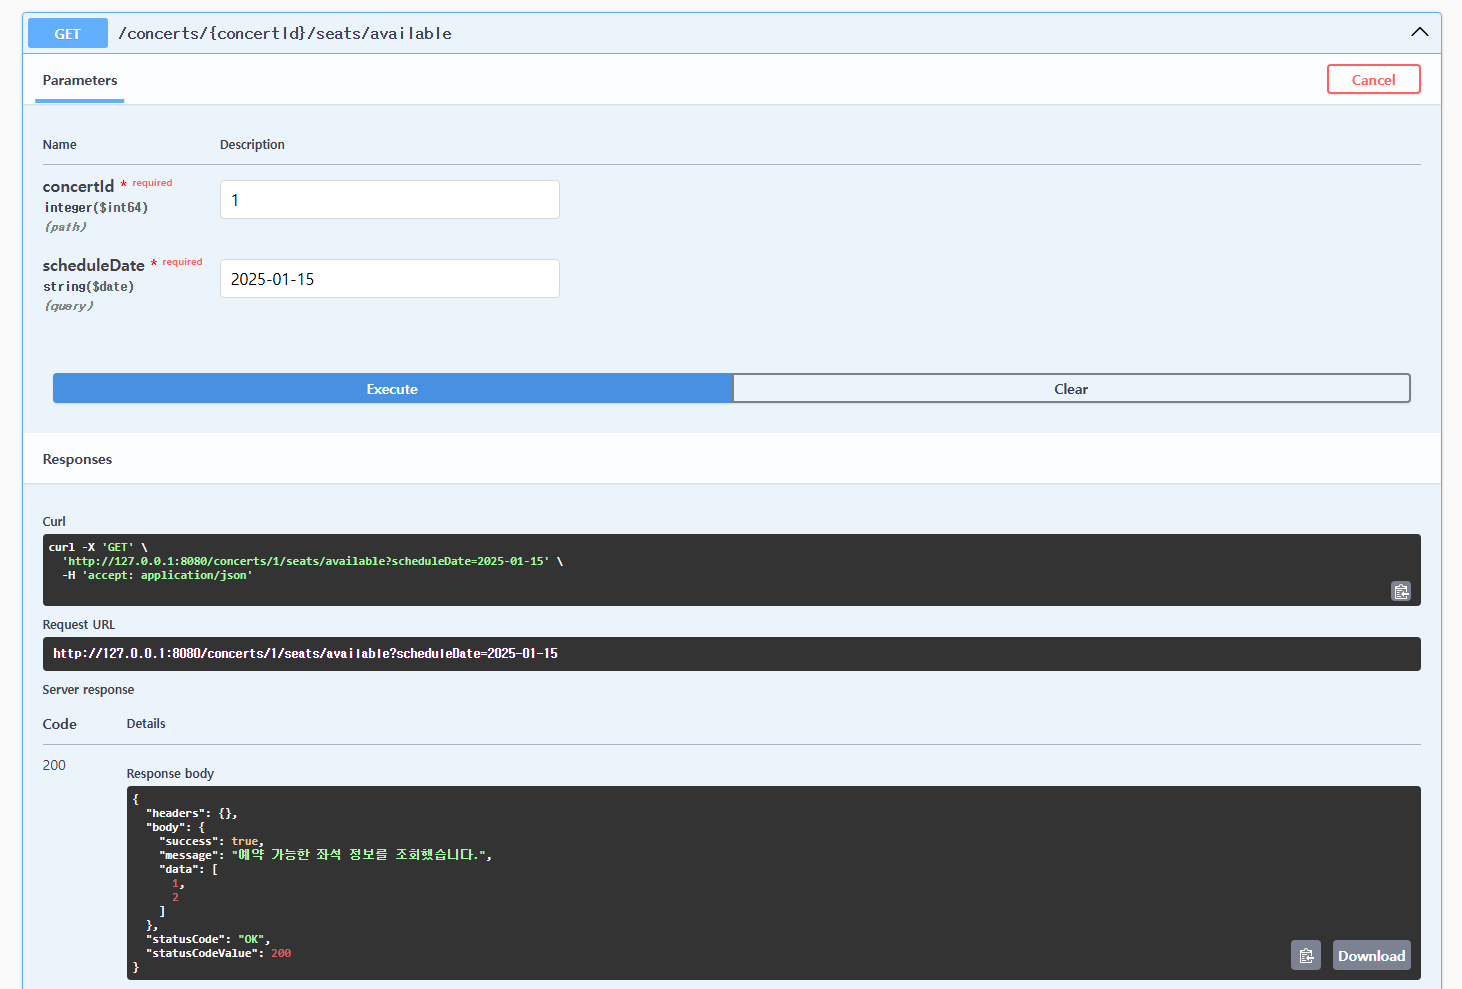 GET /concerts/{concertId}/seats/available
Parameters
Cancel
Name Description
concertId * required
integer($int64)
(path)
1
scheduleDate * required
string($date)
(query)
2025-01-15
Execute Clear
Responses
Curl
curl -X 'GET' \
'http://127.0.0.1:8080/concerts/1/seats/available?scheduleDate=2025-01-15' \
-H 'accept: application/json'
Request URL
http://127.0.0.1:8080/concerts/1/seats/available?scheduleDate=2025-01-15
Server response
Code Details
200
Response body
{
"headers": {},
"body": {
"success": true,
"message": "예약 가능한 좌석 정보를 조회했습니다.",
"data": [
1,
2
]
},
"statusCode": "OK",
"statusCodeValue": 200
}
Download